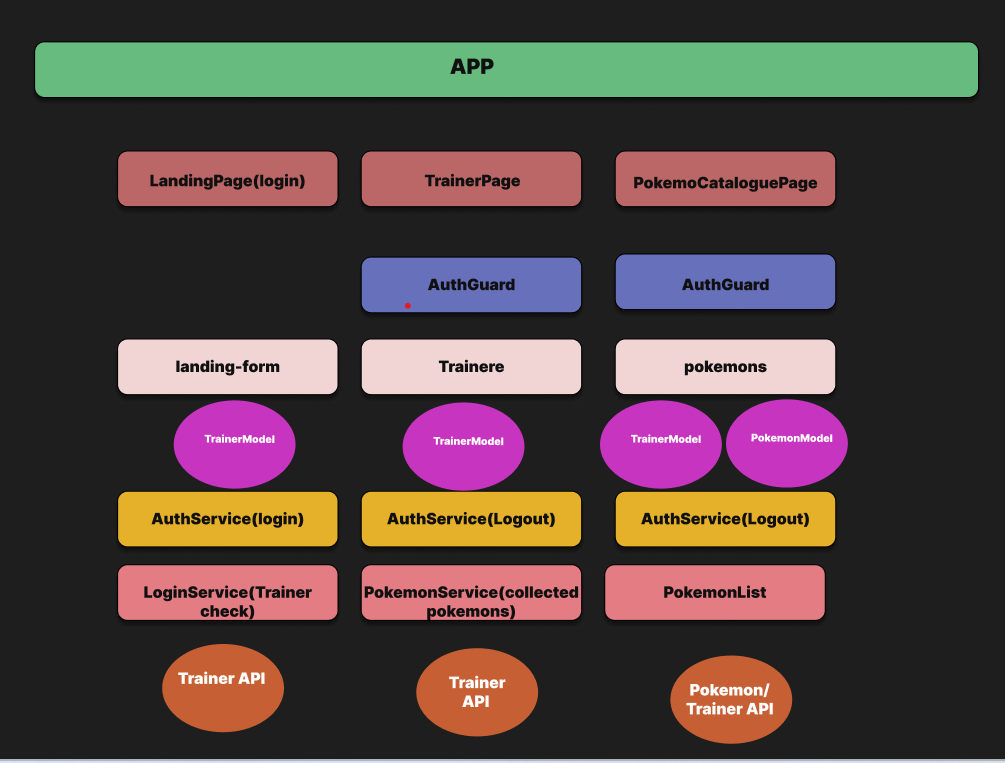 APP
LandingPage(login)
TrainerPage
PokemoCataloguePage
AuthGuard
AuthGuard
landing-form
Trainere
pokemons
TrainerModel
TrainerModel
TrainerModel
PokemonModel
AuthService(login)
AuthService(Logout)
AuthService(Logout)
LoginService(Trainer
check)
PokemonService(collected
pokemons)
PokemonList
Trainer API
Trainer
API
Pokemon/
Trainer API